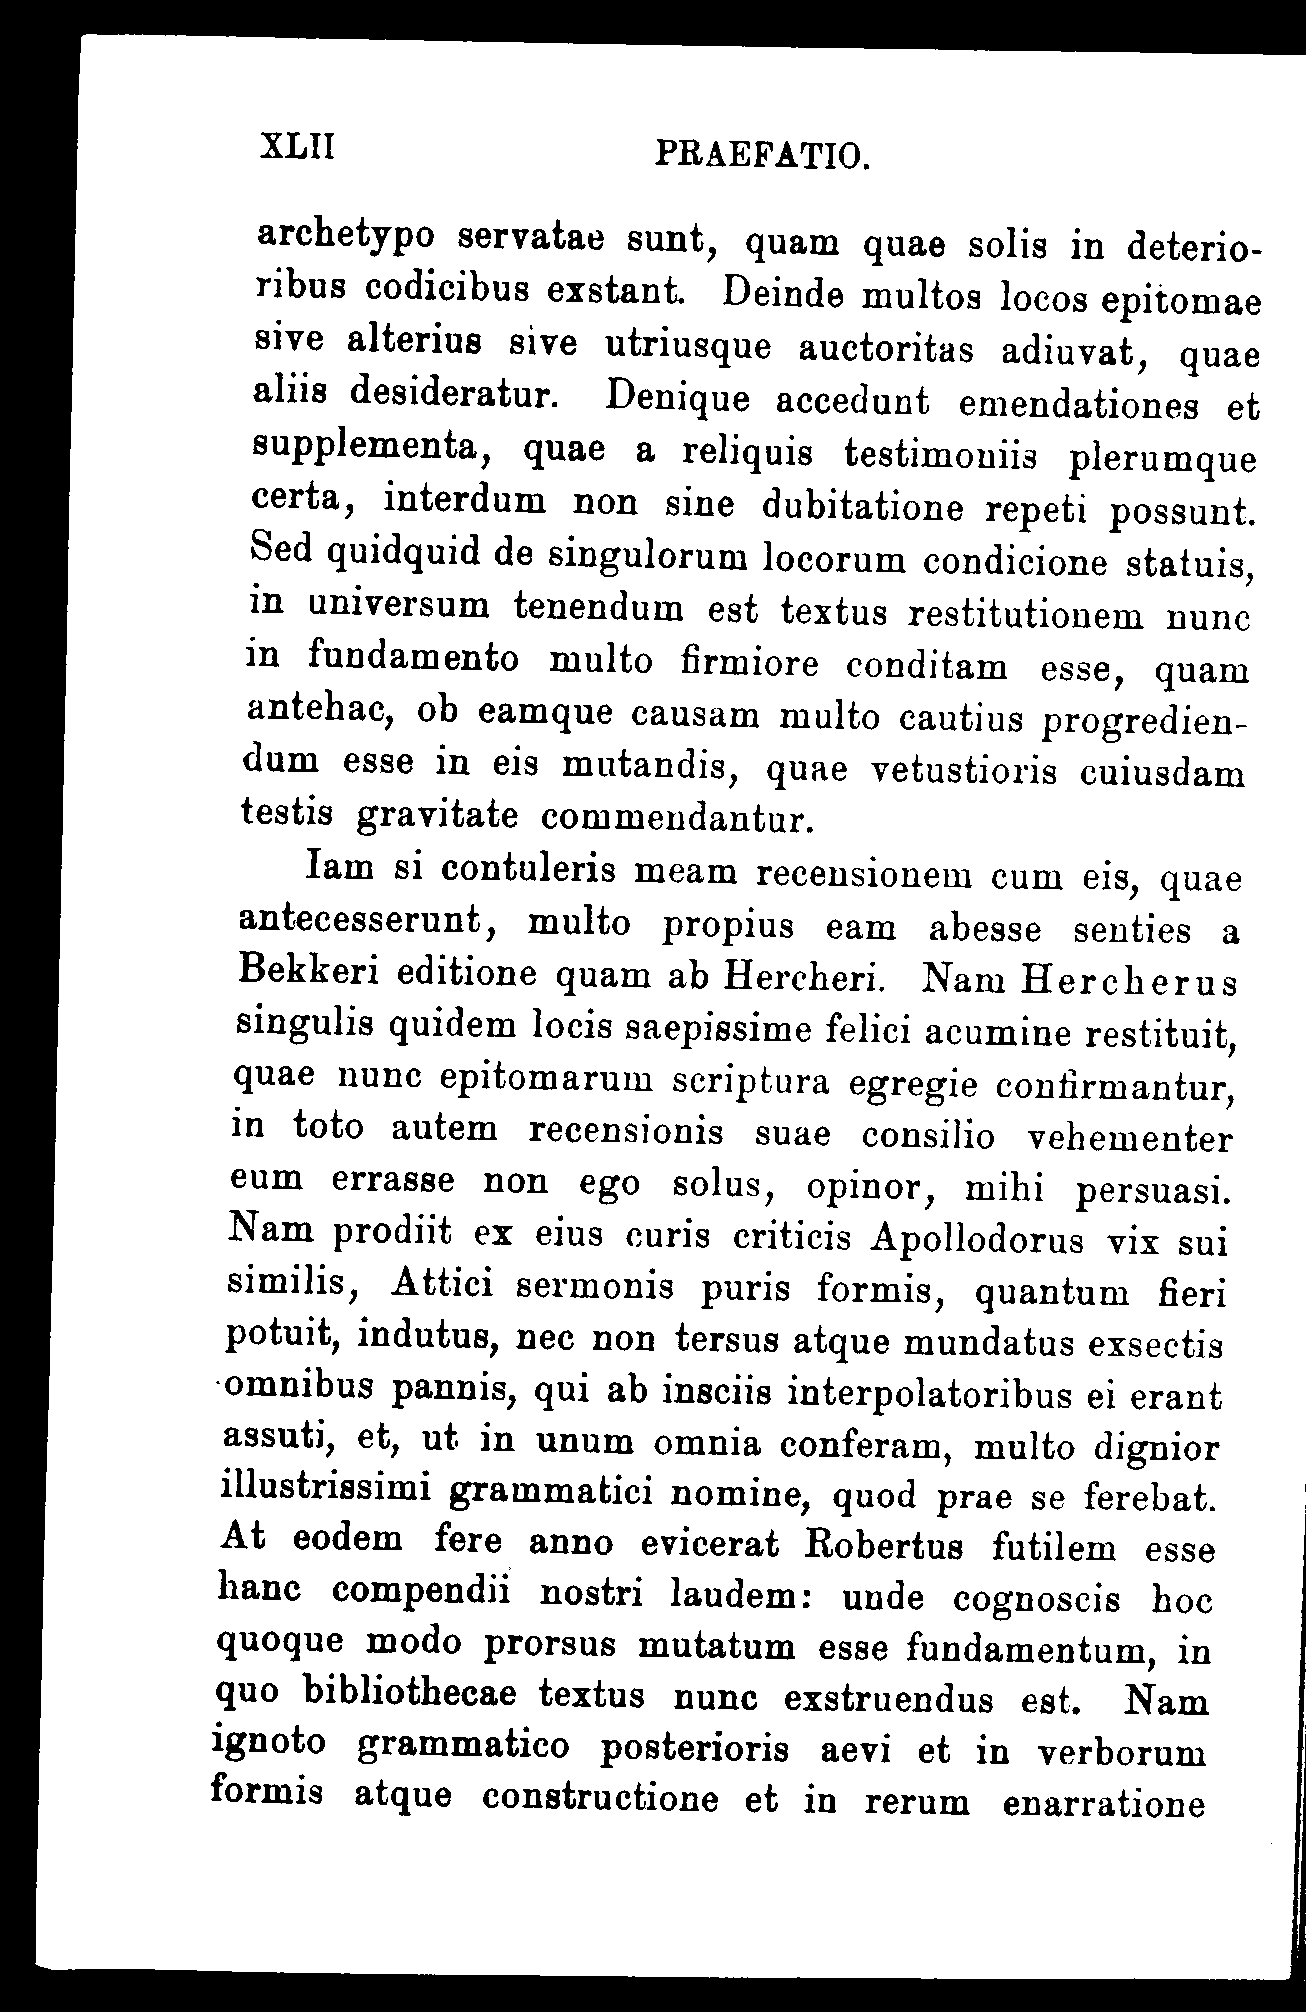 XLII PRAEFATIO.
archetypo servatae sunt, quam quae solis in deterio-
ribus codicibus exstant. Deinde multos locos epitomae
sive alterius sive utriusque auctoritas adiuvat, quae
aliis desideratur. Denique accedunt emendationes et
supplementa, quae a reliquis testimoniis plerumque
certa, interdum non sine dubitatione repeti possunt.
Sed quidquid de singulorum locorum condicione statuis,
in universum tenendum est textus restitutionem nunc
in fundamento multo firmiore conditam esse, quam
antehac, ob eamque causam multo cautius progredien-
dum esse in eis mutandis, quae vetustioris cuiusdam
testis gravitate commendantur.
Iam si contuleris meam recensionem cum eis, quae
antecesserunt, multo propius eam abesse senties a
Bekkeri editione quam ab Hercheri. Nam Hercherus
singulis quidem locis saepissime felici acumine restituit,
quae nunc epitomarum scriptura egregie confirmantur,
in toto autem recensionis suae consilio vehementer
eum errasse non ego solus, opinor, mihi persuasi.
Nam prodiit ex eius curis criticis Apollodorus vix sui
similis, Attici sermonis puris formis, quantum fieri
potuit, indutus, nec non tersus atque mundatus exsectis
omnibus pannis, qui ab insciis interpolatoribus ei erant
assuti, et, ut in unum omnia conferam, multo dignior
illustrissimi grammatici nomine, quod prae se ferebat.
At eodem fere anno evicerat Robertus futilem esse
hanc compendii nostri laudem: unde cognoscis hoc
quoque modo prorsus mutatum esse fundamentum, in
quo bibliothecae textus nunc exstruendus est. Nam
ignoto grammatico posterioris aevi et in verborum
formis atque constructione et in rerum enarratione